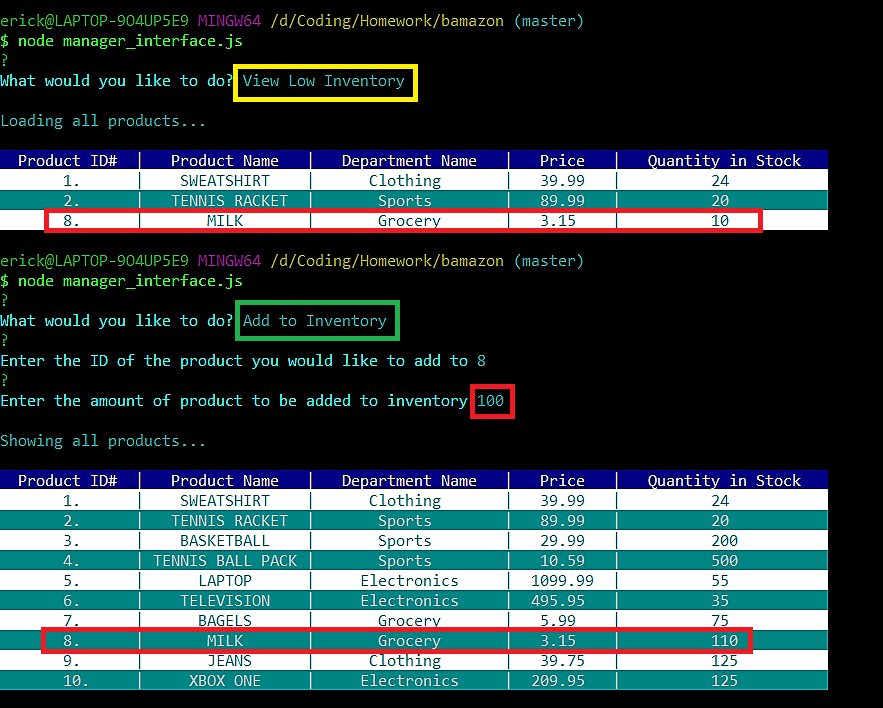 erick@LAPTOP-9O4UP5E9 MINGW64 /d/Coding/Homework/bamazon (master)
$ node manager_interface.js
?
What would you like to do? View Low Inventory
Loading all products...
Product ID# | Product Name | Department Name | Price | Quantity in Stock
1. | SWEATSHIRT | Clothing | 39.99 | 24
2. | TENNIS RACKET | Sports | 89.99 | 20
8. | MILK | Grocery | 3.15 | 10
erick@LAPTOP-9O4UP5E9 MINGW64 /d/Coding/Homework/bamazon (master)
$ node manager_interface.js
?
What would you like to do? Add to Inventory
?
Enter the ID of the product you would like to add to 8
?
Enter the amount of product to be added to inventory 100
Showing all products...
Product ID# | Product Name | Department Name | Price | Quantity in Stock
1. | SWEATSHIRT | Clothing | 39.99 | 24
2. | TENNIS RACKET | Sports | 89.99 | 20
3. | BASKETBALL | Sports | 29.99 | 200
4. | TENNIS BALL PACK | Sports | 10.59 | 500
5. | LAPTOP | Electronics | 1099.99 | 55
6. | TELEVISION | Electronics | 495.95 | 35
7. | BAGELS | Grocery | 5.99 | 75
8. | MILK | Grocery | 3.15 | 110
9. | JEANS | Clothing | 39.75 | 125
10. | XBOX ONE | Electronics | 209.95 | 125